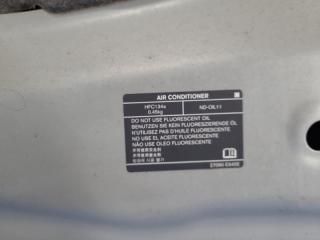 AIR CONDITIONER
HFC134a ND-OIL11
0.45kg
DO NOT USE FLUORESCENT OIL
BENUTZEN SIE KEIN FLUORESZIERENDE ÖL
N'UTILISEZ PAS D'HUILE FLUORESCENTE
NO USE EL ACEITE FLUORESCENTE
NÃO USE OLEO FLUORESCENTE